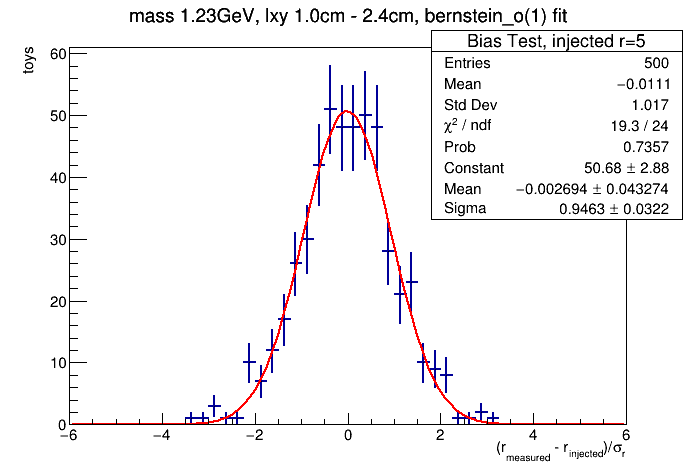 mass 1.23GeV, lxy 1.0cm - 2.4cm, bernstein_o(1) fit
toys
Bias Test, injected r=5
Entries 500
Mean −0.0111
Std Dev 1.017
χ² / ndf 19.3 / 24
Prob 0.7357
Constant 50.68 ± 2.88
Mean −0.002694 ± 0.043274
Sigma 0.9463 ± 0.0322
60
50
40
30
20
10
0
−6 −4 −2 0 2 4 6
(r_measured - r_injected)/σ_r